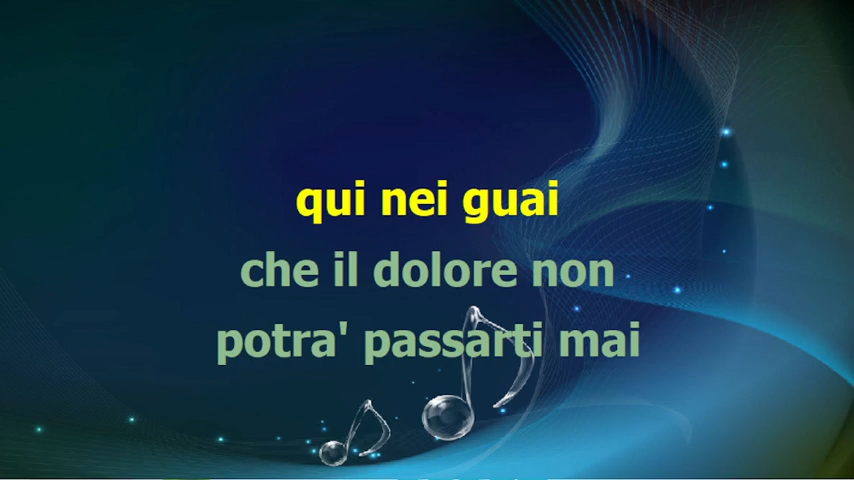 qui nei guai
che il dolore non
potra' passarti mai